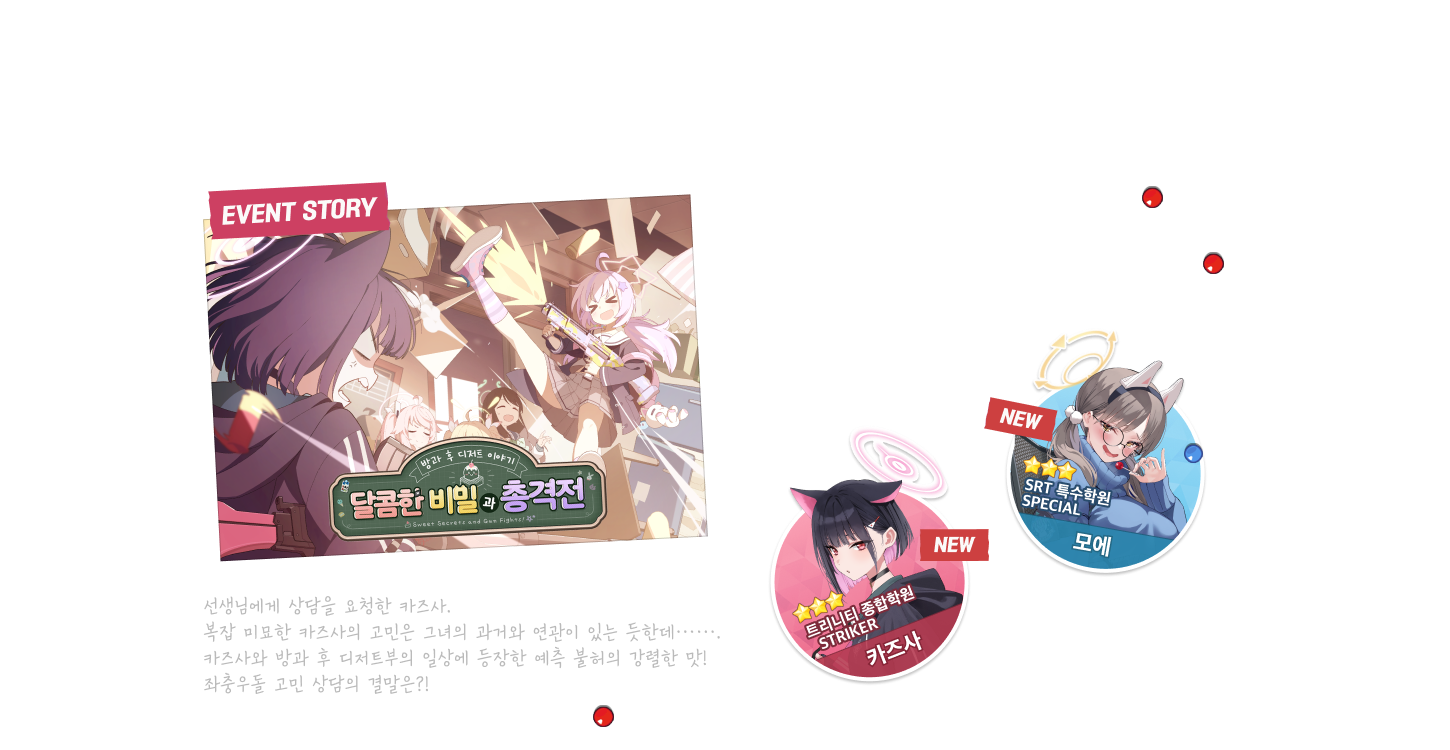 EVENT STORY
방과 후 디저트 이야기
달콤한 비밀과 총격전
Sweet Secrets and Gun Fights!
선생님에게 상담을 요청한 카즈사.
복잡 미묘한 카즈사의 고민은 그녀의 과거와 연관이 있는 듯한데…….
카즈사와 방과 후 디저트부의 일상에 등장한 예측 불허의 강렬한 맛!
좌충우돌 고민 상담의 결말은?!
NEW
트리니티 종합학원
STRIKER
카즈사
NEW
SRT 특수학원
SPECIAL
모에